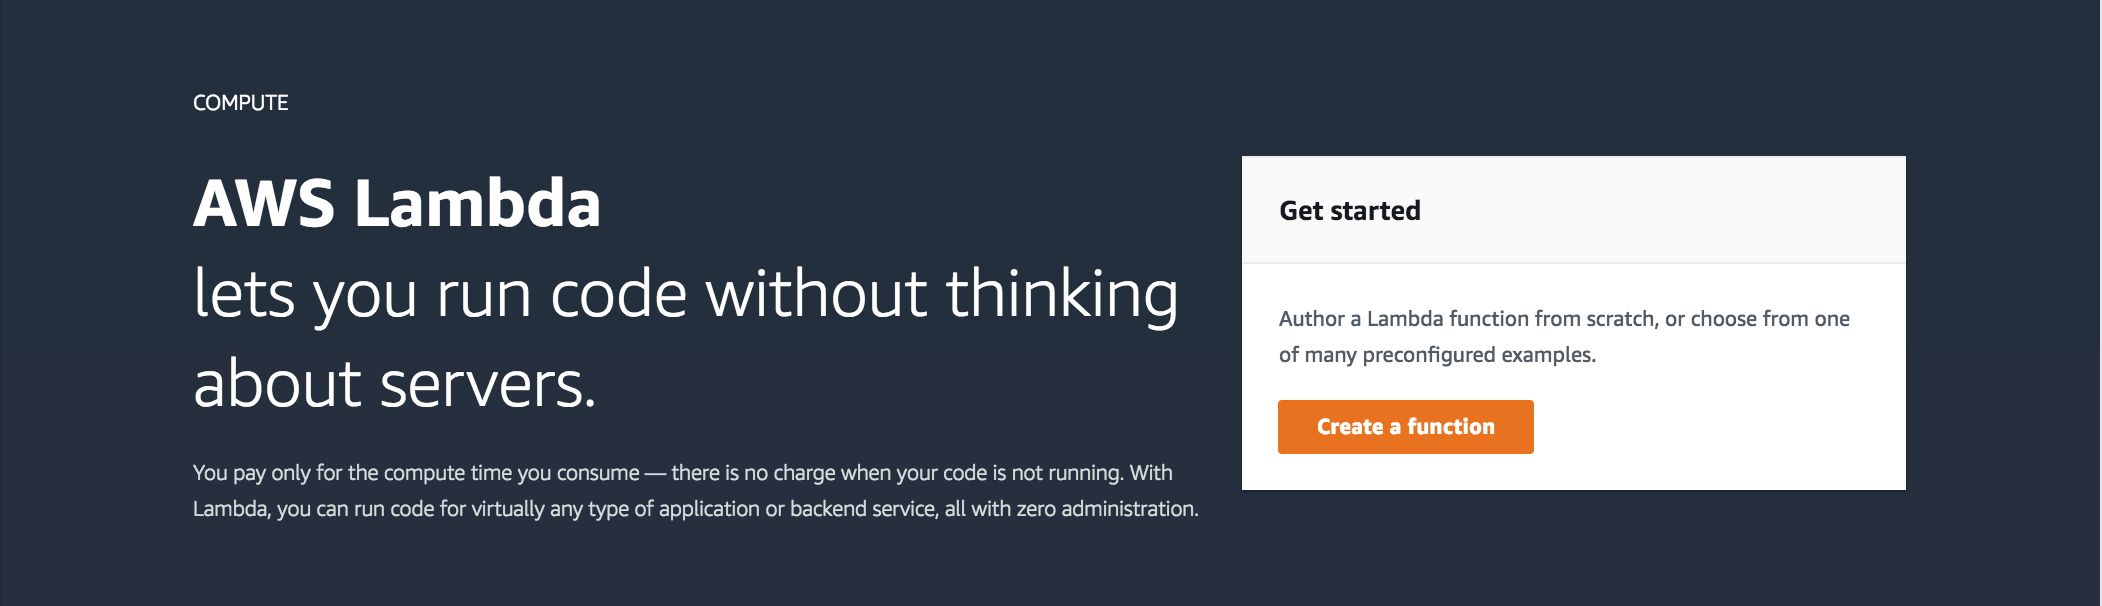 COMPUTE
AWS Lambda
lets you run code without thinking
about servers.
You pay only for the compute time you consume — there is no charge when your code is not running. With
Lambda, you can run code for virtually any type of application or backend service, all with zero administration.
Get started
Author a Lambda function from scratch, or choose from one
of many preconfigured examples.
Create a function